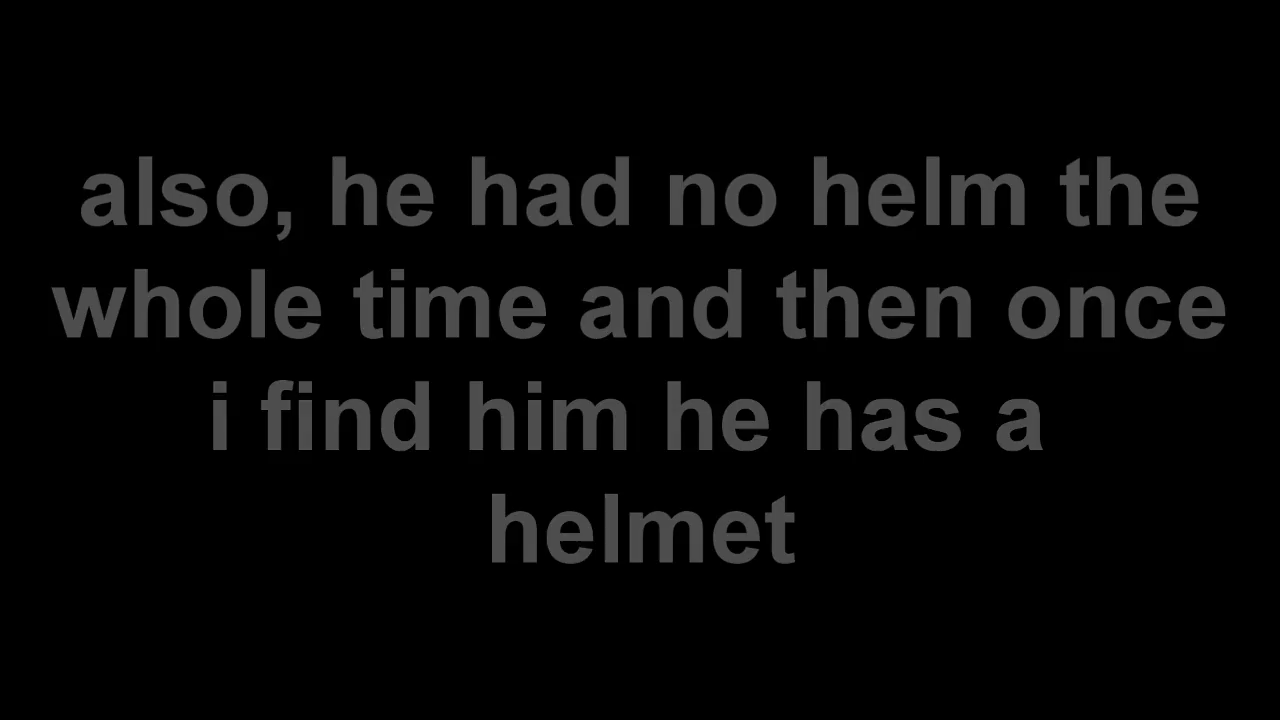 also, he had no helm the
whole time and then once
i find him he has a
helmet